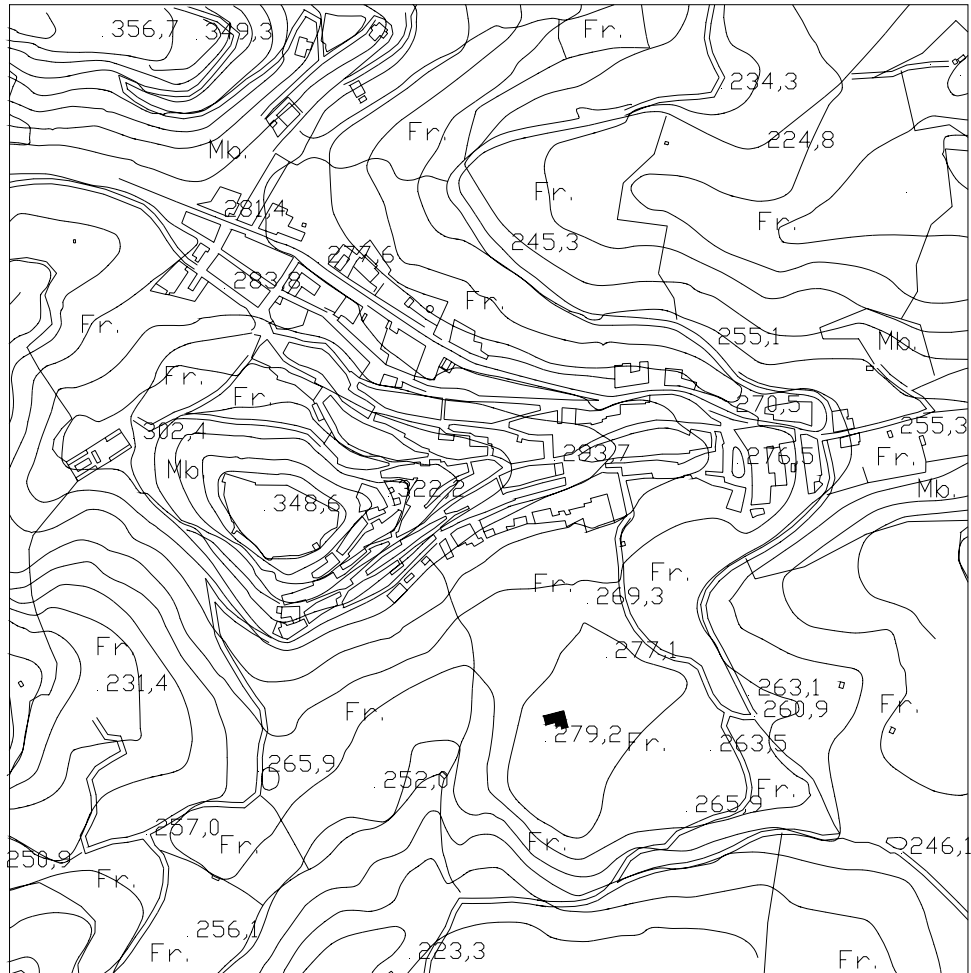 356,7 349,3
Fr.
234,3
Fr.
224,8
Mb.
Fr.
281,4
Fr.
245,3
277,6
283,8
Fr.
Fr.
255,1
Mb.
Fr.
Fr.
270,5
302,4
255,3
293,7
276,5
Fr.
Mb.
322,2
Mb.
348,6
Fr.
Fr.
269,3
Fr.
277,1
231,4
263,1
Fr.
260,9
Fr.
279,2 Fr.
263,5
265,9
252,0
Fr.
265,9
257,0
Fr.
Fr.
250,9
246,1
Fr.
256,1
Fr.
223,3
Fr.